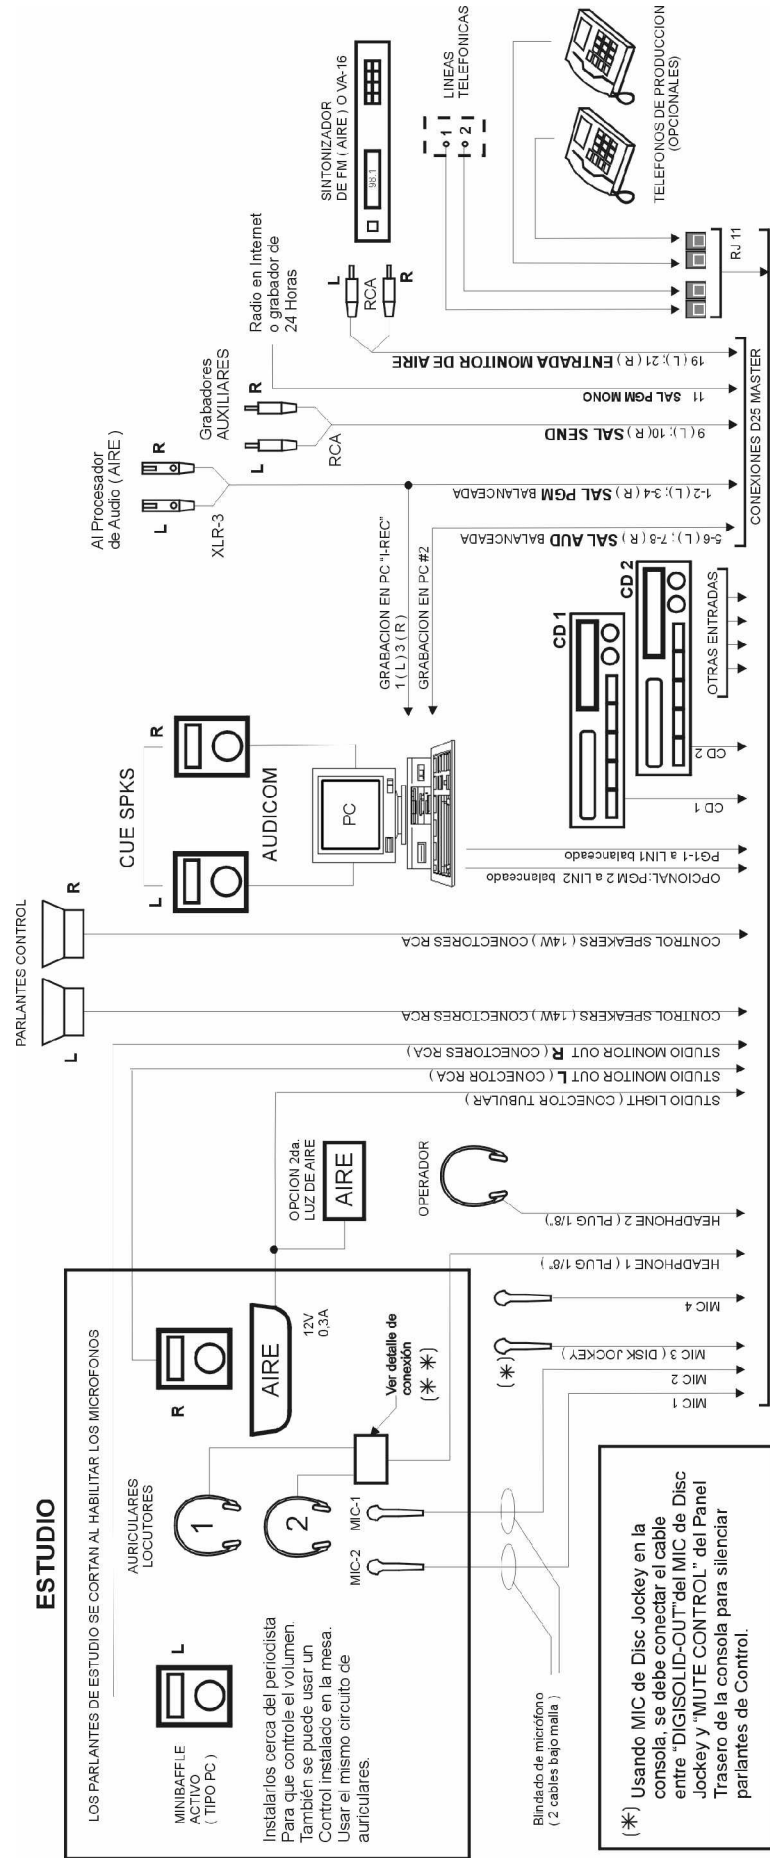 ESTUDIO
LOS PARLANTES DE ESTUDIO SE CORTAN AL HABILITAR LOS MICROFONOS
MINIBAFFLE
ACTIVO
( TIPO PC )
L
R
Instalarlos cerca del periodista
Para que controle el volumen.
También se puede usar un
Control instalado en la mesa.
Usar el mismo circuito de
auriculares.
AURICULARES
LOCUTORES
1
2
MIC-2
MIC-1
AIRE
12V
0,3A
Ver detalle de
conexión
(**)
OPCION 2da.
LUZ DE AIRE
AIRE
OPERADOR
Blindado de micrófono
( 2 cables bajo malla )
(*)
MIC 1
MIC 2
MIC 3 ( DISK JOCKEY )
MIC 4
HEADPHONE 1 ( PLUG 1/8" )
HEADPHONE 2 ( PLUG 1/8")
STUDIO LIGHT ( CONECTOR TUBULAR )
STUDIO MONITOR OUT L ( CONECTOR RCA )
STUDIO MONITOR OUT R ( CONECTORES RCA )
CONTROL SPEAKERS ( 14W ) CONECTORES RCA
CONTROL SPEAKERS ( 14W ) CONECTORES RCA
PARLANTES CONTROL
L
R
OPCIONAL:PGM 2 a LIN2 balanceado
PG1-1 a LIN1 balanceado
CUE SPKS
L
R
AUDICOM
PC
GRABACION EN PC "I-REC"
1 ( L ) 3 ( R )
GRABACION EN PC #2
CD 1
CD 2
CD 1
CD 2
OTRAS ENTRADAS
Al Procesador
de Audio ( AIRE )
L
R
XLR-3
Grabadores
AUXILIARES
L
R
RCA
Radio en Internet
o grabador de
24 Horas
L
RCA
R
SINTONIZADOR
DE FM ( AIRE ) O VA-16
98.1
5-6 ( L ) ; 7-8 ( R ) SAL AUD BALANCEADA
1-2 ( L ); 3-4 ( R ) SAL PGM BALANCEADA
9 ( L ); 10( R ) SAL SEND
11 SAL PGM MONO
19 ( L ); 21 ( R ) ENTRADA MONITOR DE AIRE
CONEXIONES D25 MASTER
LINEAS
TELEFONICAS
1
2
TELEFONOS DE PRODUCCION
(OPCIONALES)
RJ 11
(*) Usando MIC de Disc Jockey en la
consola, se debe conectar el cable
entre "DIGISOLID-OUT"del MIC de Disc
Jockey y "MUTE CONTROL" del Panel
Trasero de la consola para silenciar
parlantes de Control.